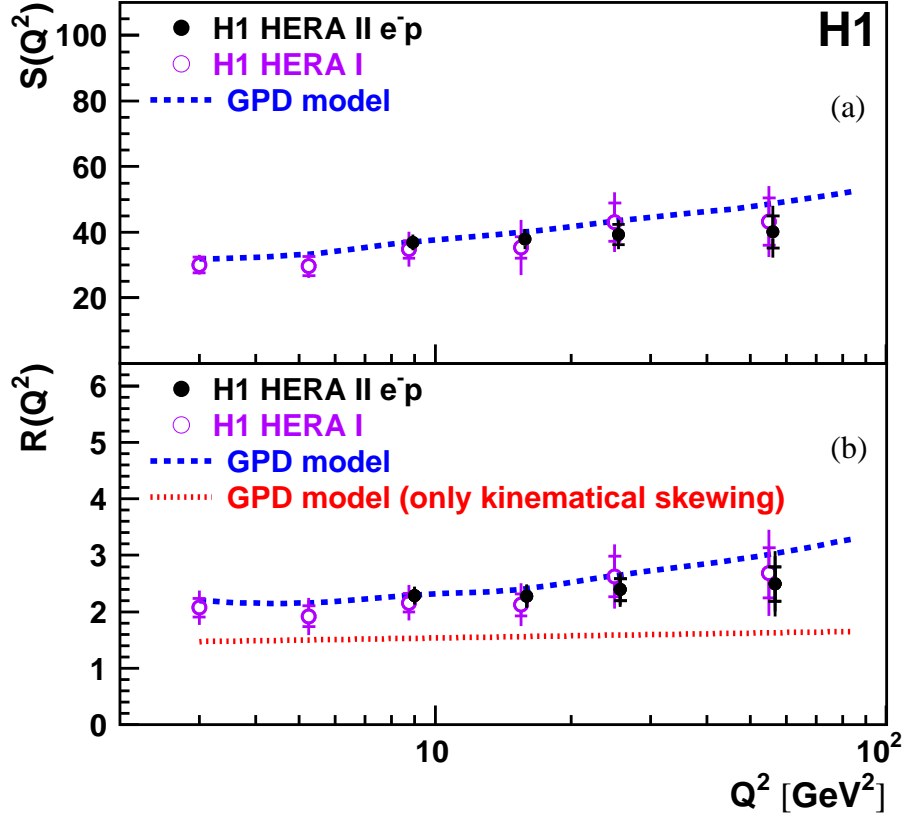 S(Q²)
100
80
60
40
20
H1 HERA II e⁻p
H1 HERA I
GPD model
H1
(a)
R(Q²)
6
5
4
3
2
1
0
H1 HERA II e⁻p
H1 HERA I
GPD model
GPD model (only kinematical skewing)
(b)
10
10²
Q² [GeV²]